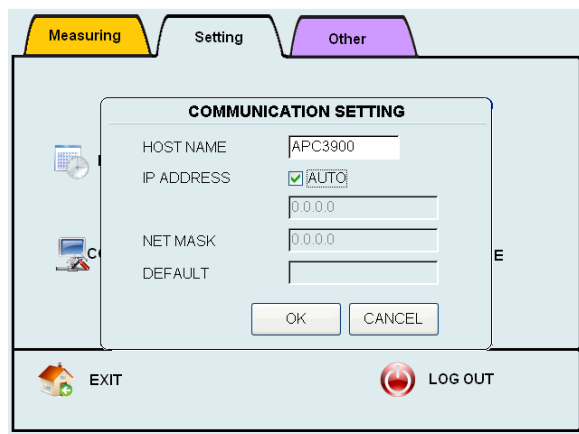 Measuring
Setting
Other
COMMUNICATION SETTING
HOST NAME
APC3900
IP ADDRESS
AUTO
0.0.0.0
NET MASK
0.0.0.0
DEFAULT
OK
CANCEL
EXIT
LOG OUT